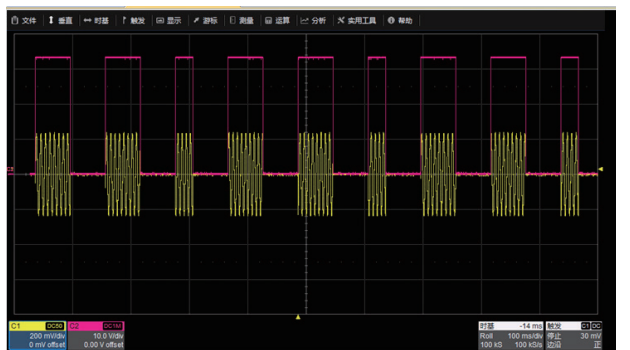 文件 垂直 时基 触发 显示 游标 测量 运算 分析 实用工具 帮助
C2
C1 DC50 C2 DC1M
200 mV/div 10.0 V/div
0 mV offset 0.00 V offset
时基 -14 ms 触发 C1 DC
Roll 100 ms/div 停止 30 mV
100 kS 100 kS/s 边沿 正